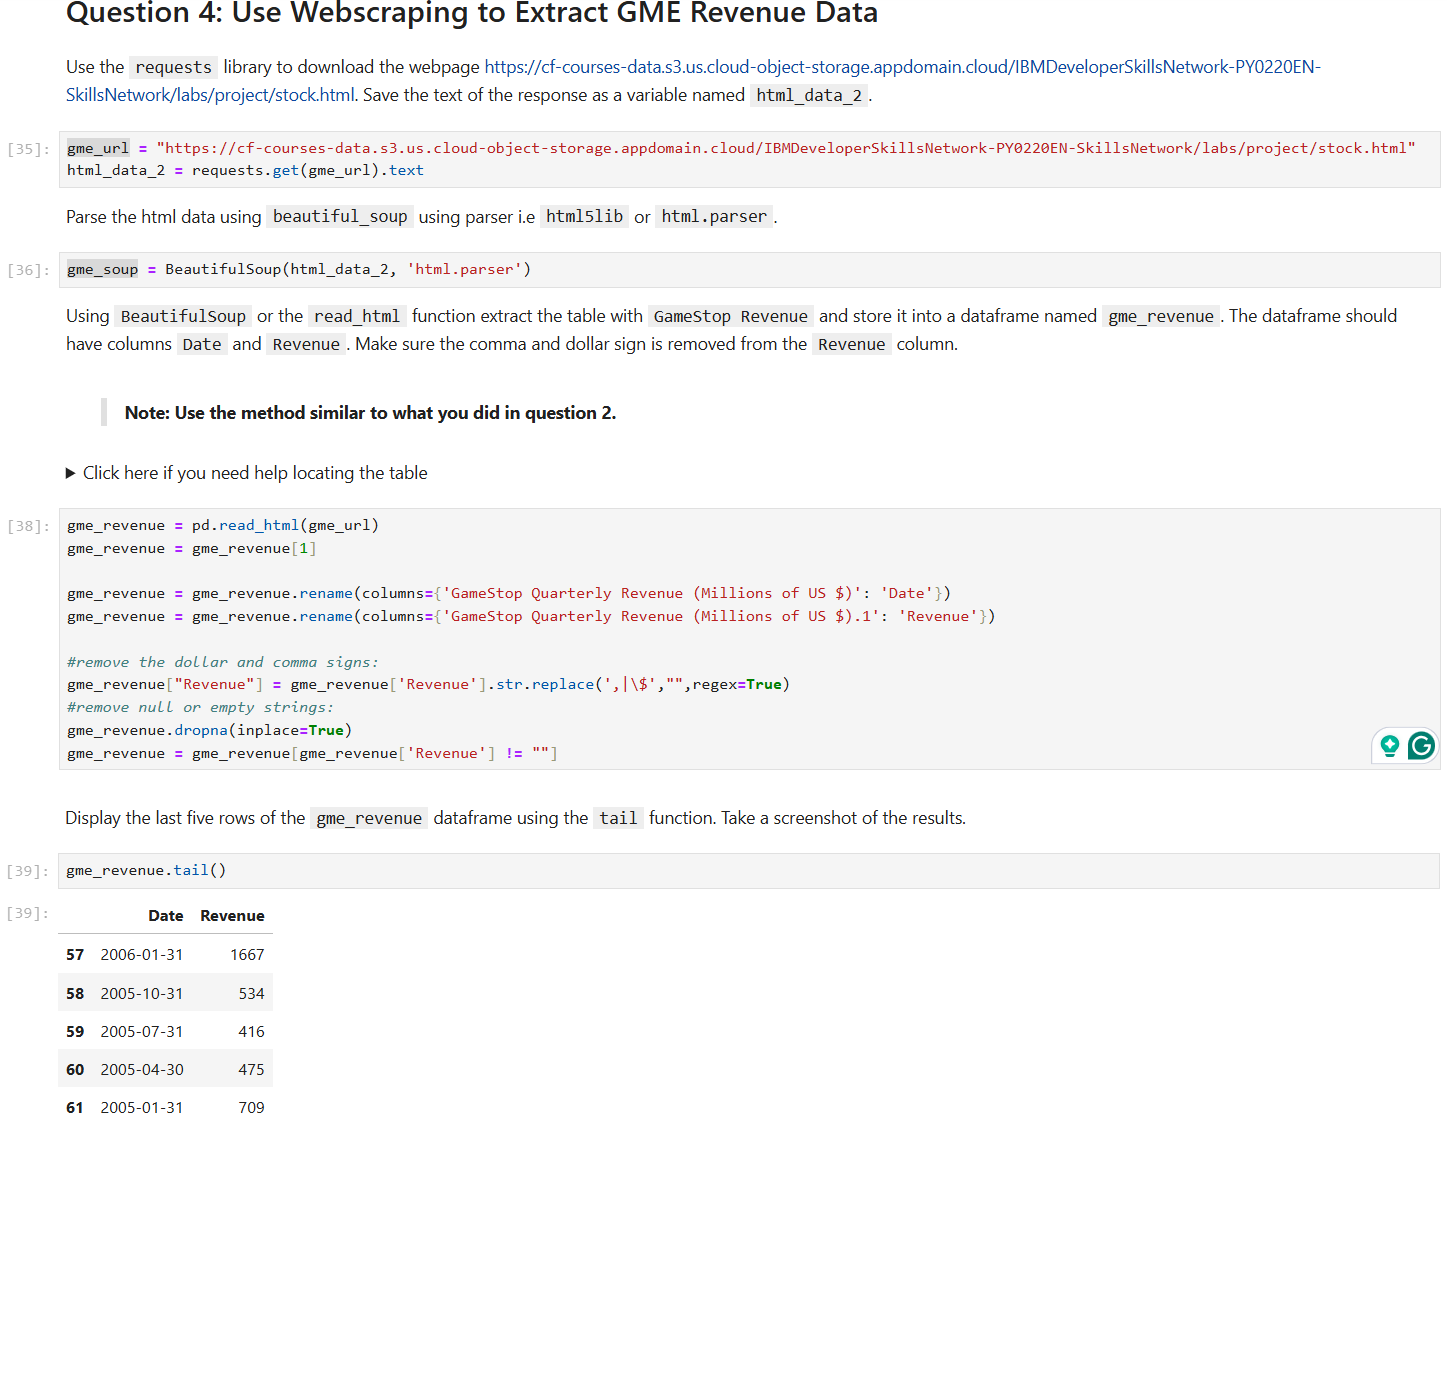 Question 4: Use Webscraping to Extract GME Revenue Data
Use the requests library to download the webpage https://cf-courses-data.s3.us.cloud-object-storage.appdomain.cloud/IBMDeveloperSkillsNetwork-PY0220EN-
SkillsNetwork/labs/project/stock.html. Save the text of the response as a variable named html_data_2.
[35]: gme_url = "https://cf-courses-data.s3.us.cloud-object-storage.appdomain.cloud/IBMDeveloperSkillsNetwork-PY0220EN-SkillsNetwork/labs/project/stock.html"
html_data_2 = requests.get(gme_url).text
Parse the html data using beautiful_soup using parser i.e html5lib or html.parser.
[36]: gme_soup = BeautifulSoup(html_data_2, 'html.parser')
Using BeautifulSoup or the read_html function extract the table with GameStop Revenue and store it into a dataframe named gme_revenue. The dataframe should
have columns Date and Revenue. Make sure the comma and dollar sign is removed from the Revenue column.
Note: Use the method similar to what you did in question 2.
▶ Click here if you need help locating the table
[38]: gme_revenue = pd.read_html(gme_url)
gme_revenue = gme_revenue[1]
gme_revenue = gme_revenue.rename(columns={'GameStop Quarterly Revenue (Millions of US $)': 'Date'})
gme_revenue = gme_revenue.rename(columns={'GameStop Quarterly Revenue (Millions of US $).1': 'Revenue'})
#remove the dollar and comma signs:
gme_revenue["Revenue"] = gme_revenue['Revenue'].str.replace(',|\$',"",regex=True)
#remove null or empty strings:
gme_revenue.dropna(inplace=True)
gme_revenue = gme_revenue[gme_revenue['Revenue'] != ""]
Display the last five rows of the gme_revenue dataframe using the tail function. Take a screenshot of the results.
[39]: gme_revenue.tail()
[39]: Date Revenue
57 2006-01-31 1667
58 2005-10-31 534
59 2005-07-31 416
60 2005-04-30 475
61 2005-01-31 709